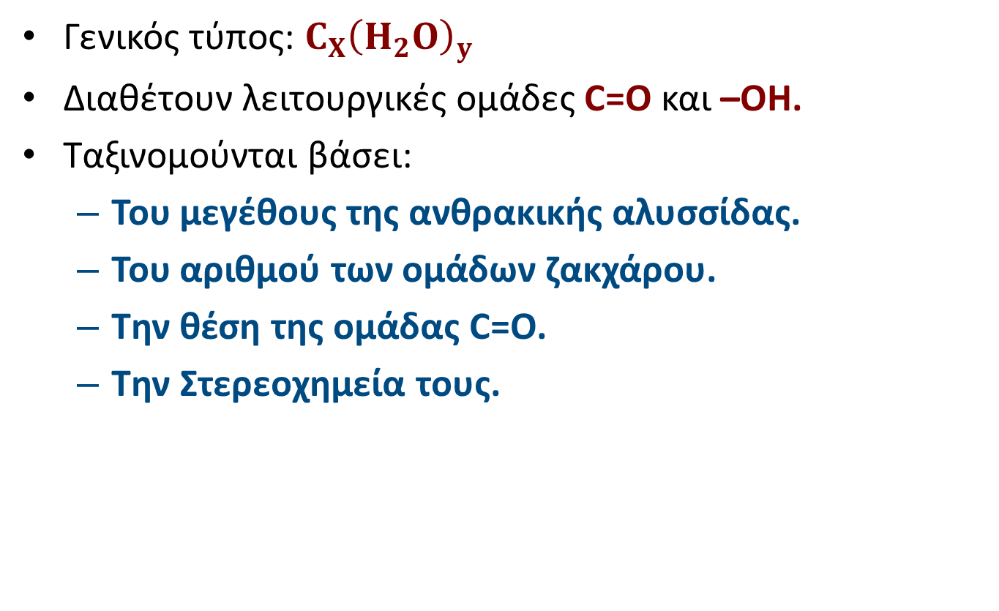 • Γενικός τύπος: C_X(H_2O)_y
• Διαθέτουν λειτουργικές ομάδες C=O και –OH.
• Ταξινομούνται βάσει:
– Του μεγέθους της ανθρακικής αλυσσίδας.
– Του αριθμού των ομάδων ζακχάρου.
– Την θέση της ομάδας C=O.
– Την Στερεοχημεία τους.